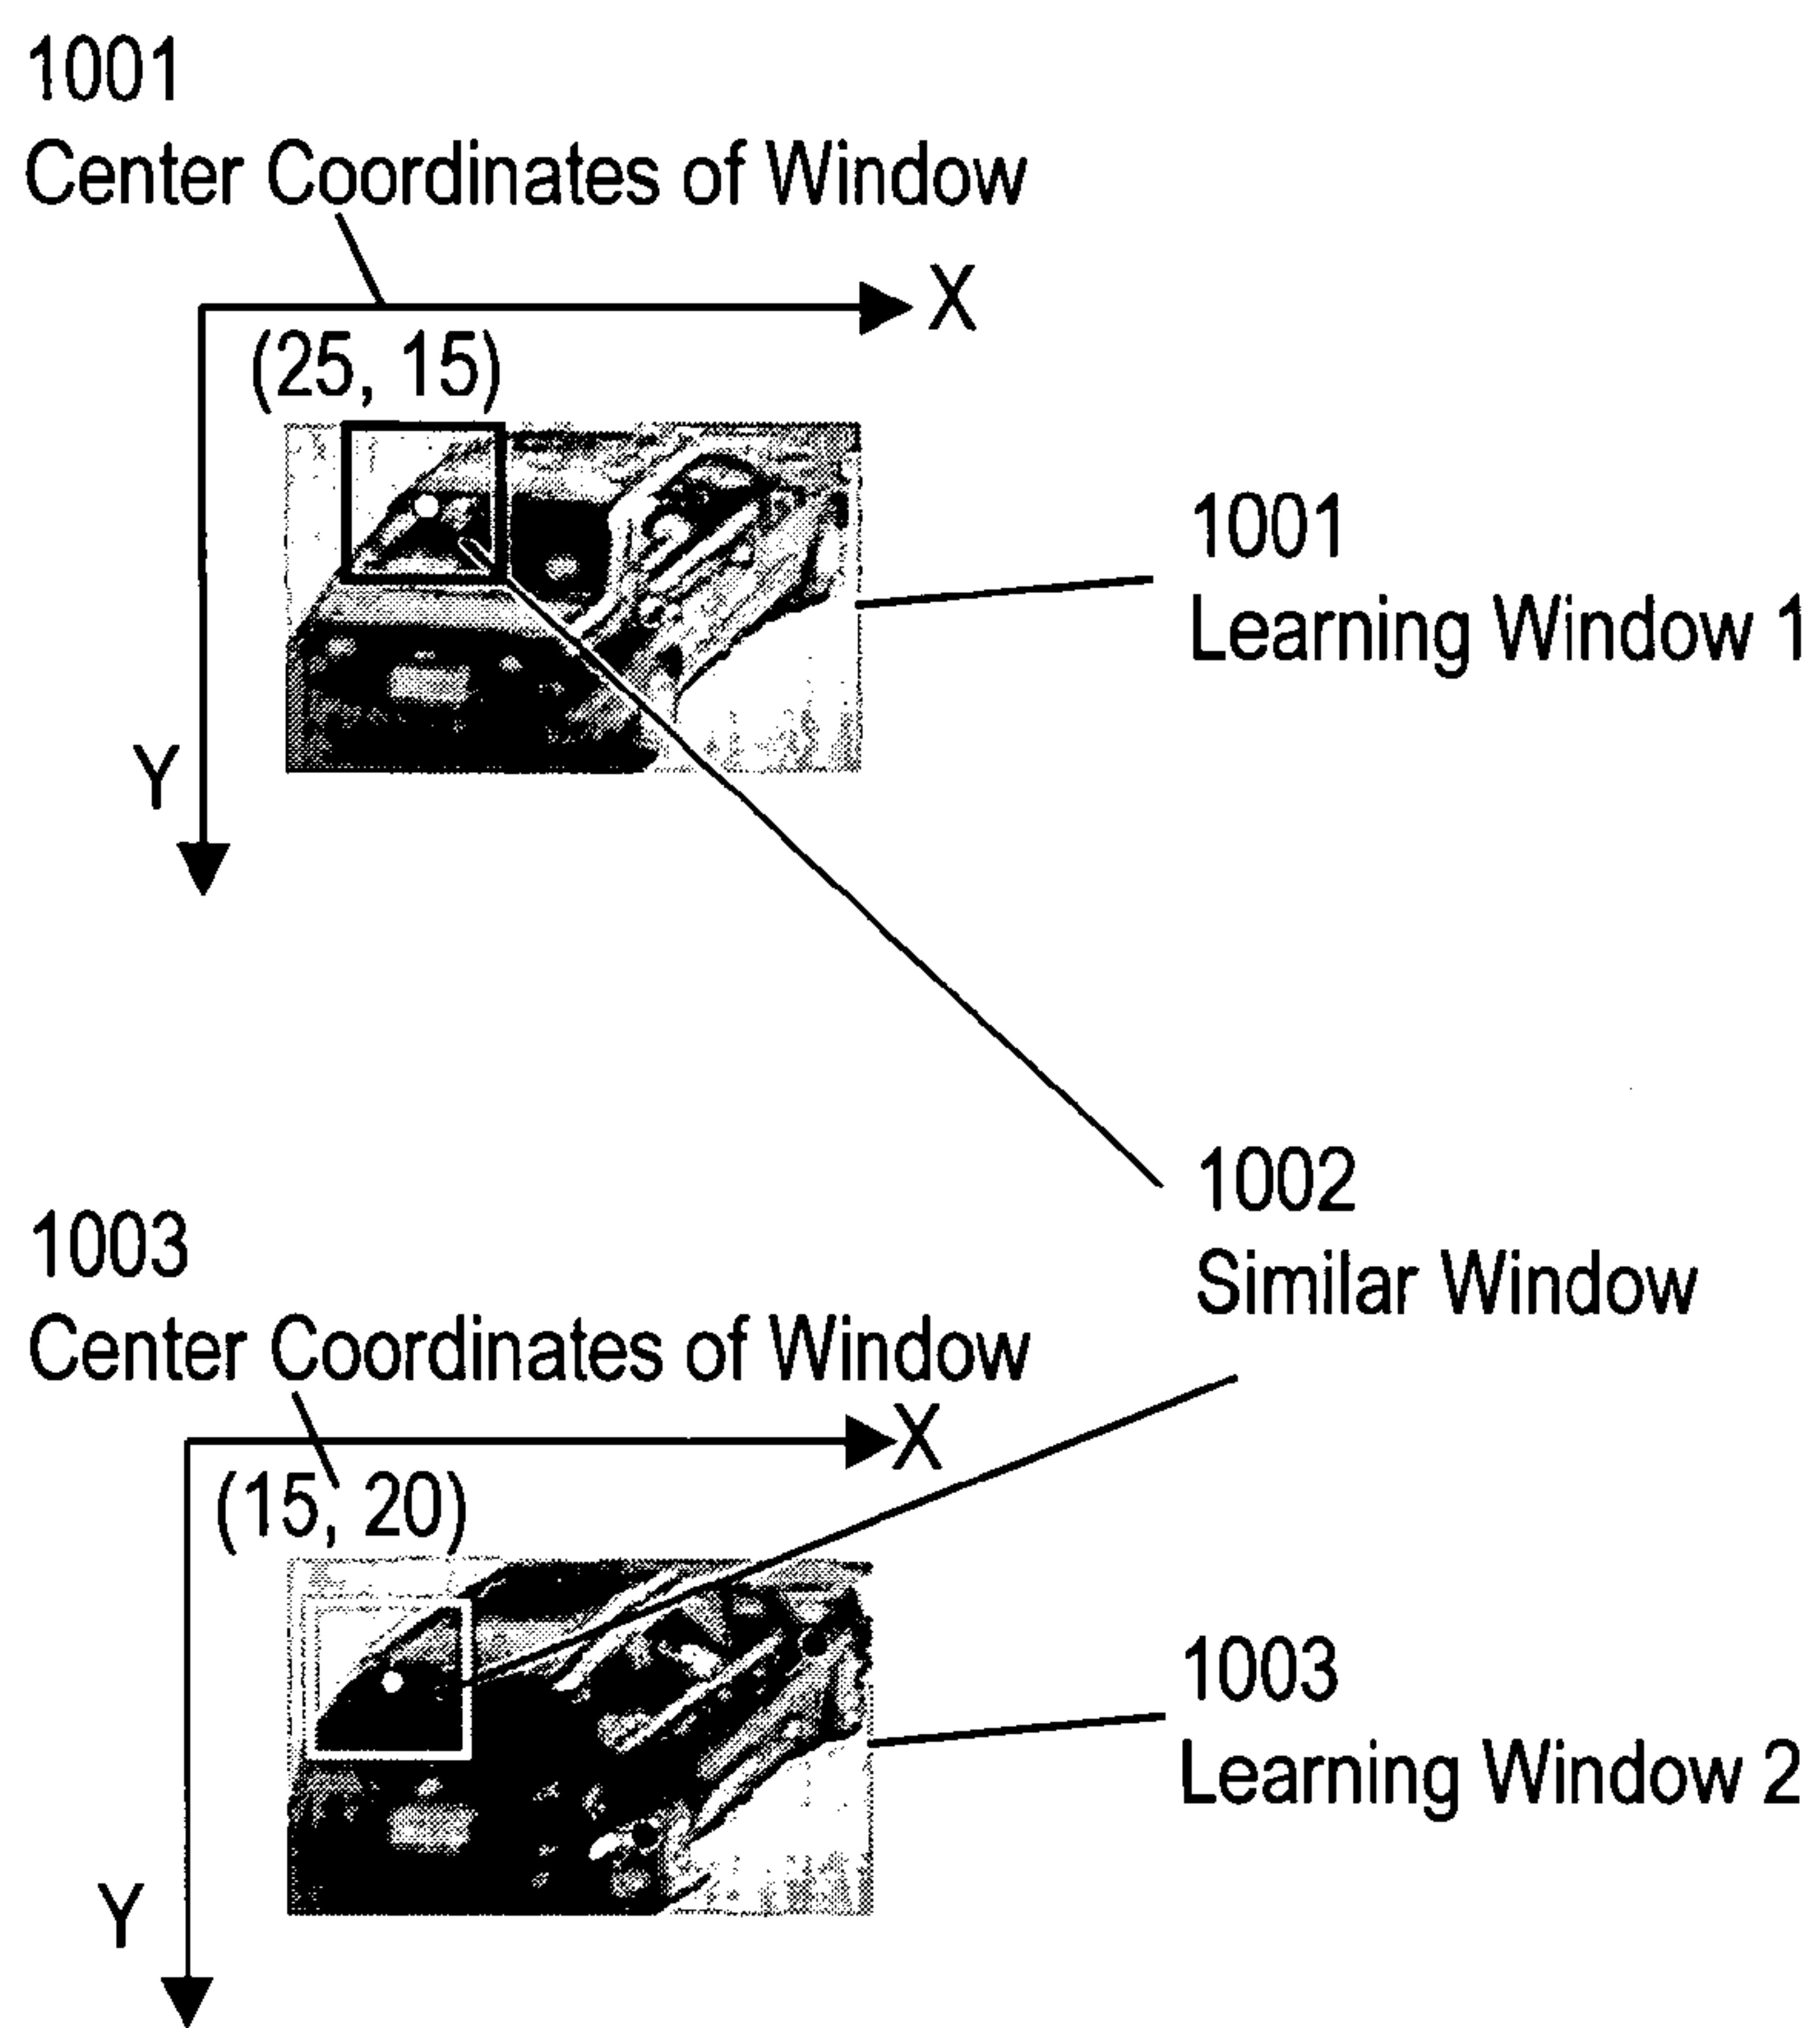 1001
Center Coordinates of Window
X
(25, 15)
1001
Learning Window 1
Y
1002
Similar Window
1003
Center Coordinates of Window
X
(15, 20)
1003
Learning Window 2
Y